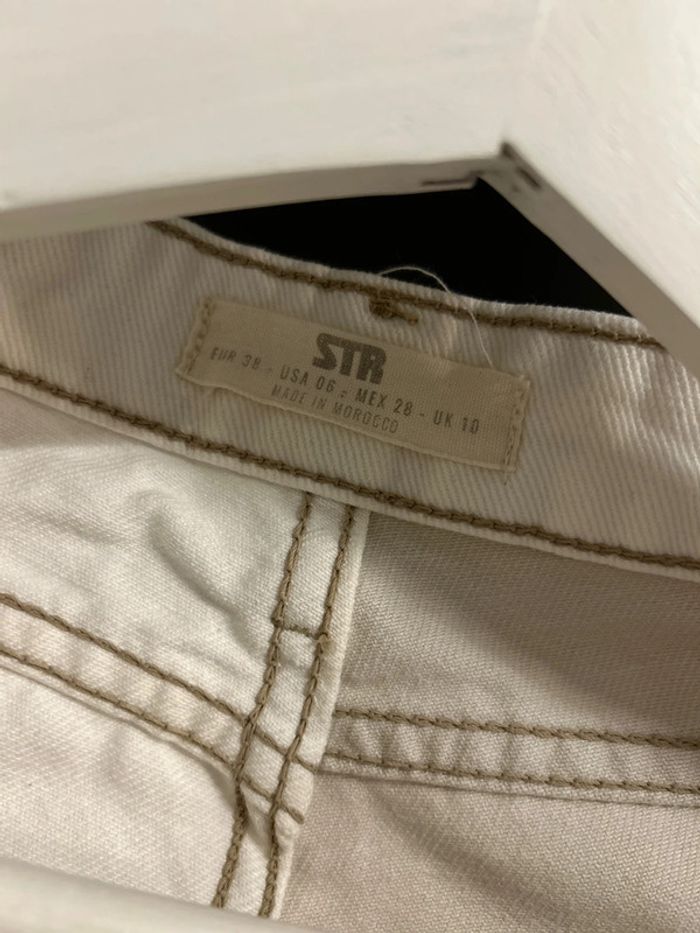 STR
EUR 38 - USA 06 - MEX 28 - UK 10
MADE IN MOROCCO